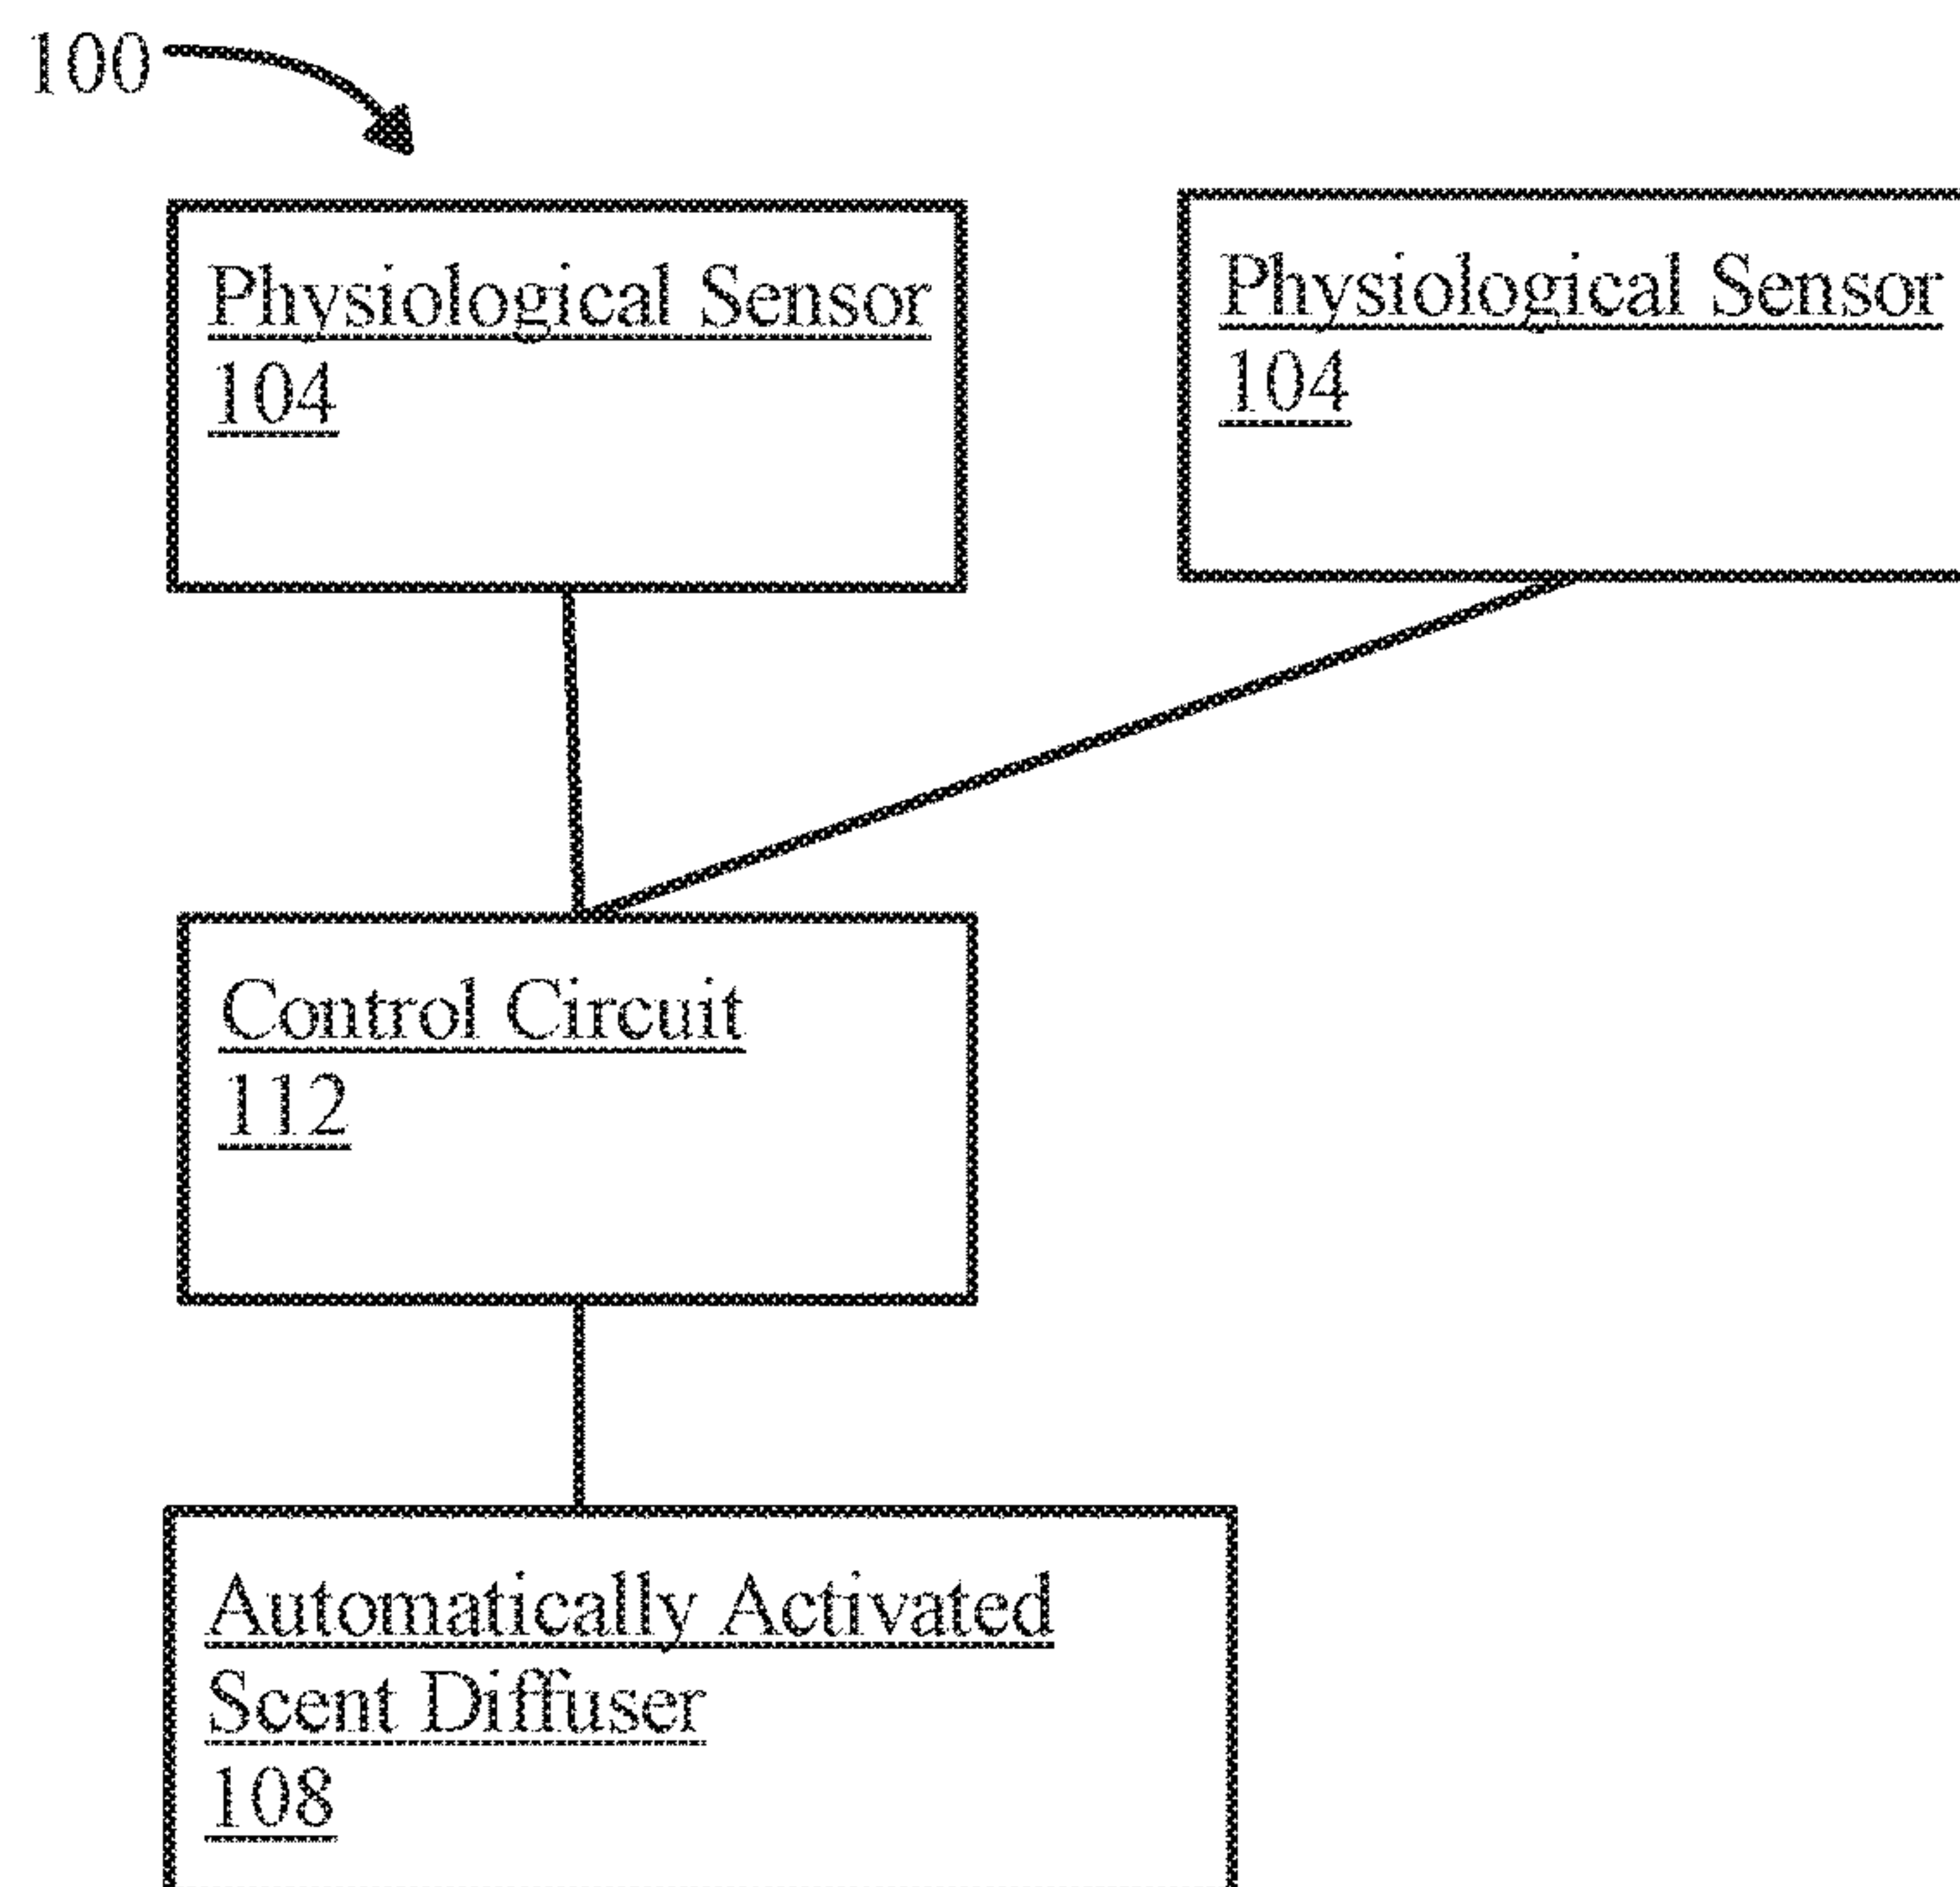 100
Physiological Sensor
104
Physiological Sensor
104
Control Circuit
112
Automatically Activated
Scent Diffuser
108